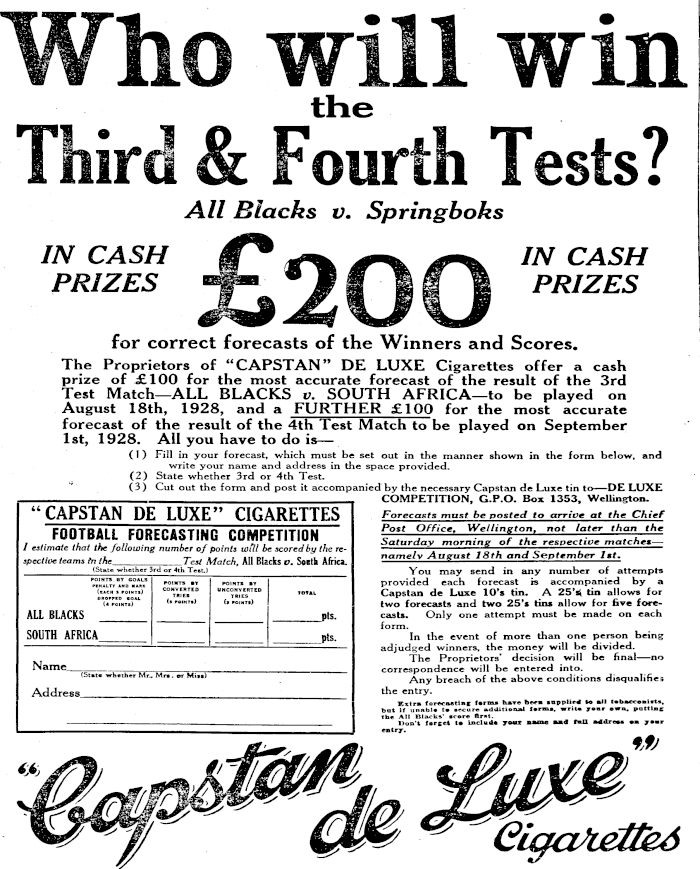 Who will win
the
Third & Fourth Tests?
All Blacks v. Springboks
IN CASH
PRIZES
£200
IN CASH
PRIZES
for correct forecasts of the Winners and Scores.
The Proprietors of "CAPSTAN" DE LUXE Cigarettes offer a cash
prize of £100 for the most accurate forecast of the result of the 3rd
Test Match—ALL BLACKS v. SOUTH AFRICA—to be played on
August 18th, 1928, and a FURTHER £100 for the most accurate
forecast of the result of the 4th Test Match to be played on September
1st, 1928. All you have to do is—
(1) Fill in your forecast, which must be set out in the manner shown in the form below, and
write your name and address in the space provided.
(2) State whether 3rd or 4th Test.
(3) Cut out the form and post it accompanied by the necessary Capstan de Luxe tin to—DE LUXE
COMPETITION, G.P.O. Box 1353, Wellington.
"CAPSTAN DE LUXE" CIGARETTES
FOOTBALL FORECASTING COMPETITION
I estimate that the following number of points will be scored by the re-
spective teams in the Test Match, All Blacks v. South Africa.
(State whether 3rd or 4th Test.)
POINTS BY GOALS
PENALTY AND MARK
(EACH 3 POINTS)
DROPPED GOAL
(4 POINTS)
POINTS BY
CONVERTED
TRIES
(5 POINTS)
POINTS BY
UNCONVERTED
TRIES
(3 POINTS)
TOTAL
ALL BLACKS pts.
SOUTH AFRICA pts.
Name
(State whether Mr., Mrs. or Miss)
Address
Forecasts must be posted to arrive at the Chief
Post Office, Wellington, not later than the
Saturday morning of the respective matches—
namely August 18th and September 1st.
You may send in any number of attempts
provided each forecast is accompanied by a
Capstan de Luxe 10's tin. A 25's tin allows for
two forecasts and two 25's tins allow for five fore-
casts. Only one attempt must be made on each
form.
In the event of more than one person being
adjudged winners, the money will be divided.
The Proprietors' decision will be final—no
correspondence will be entered into.
Any breach of the above conditions disqualifies
the entry.
Extra forecasting forms have been supplied to all tobacconists,
but if unable to secure additional forms, write your own, putting
the All Blacks' score first.
Don't forget to include your name and full address on your
entry.
"Capstan
de Luxe"
Cigarettes